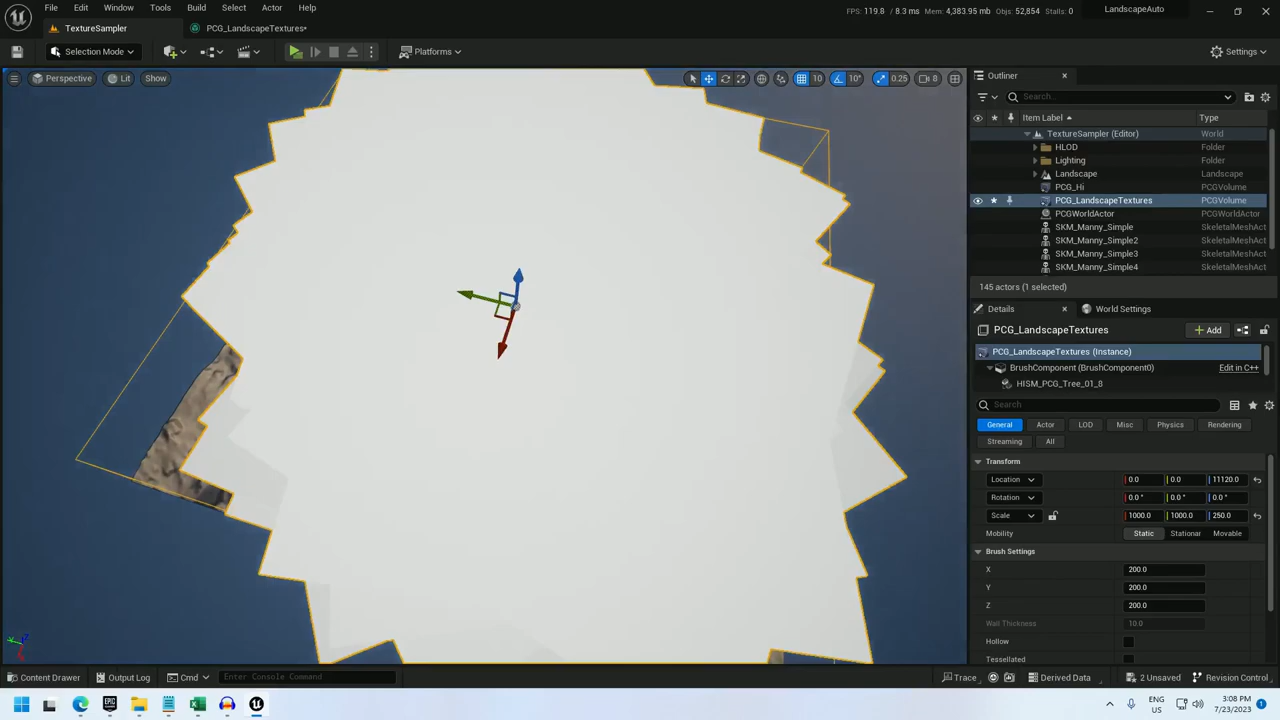 File Edit Window Tools Build Select Actor Help
FPS: 119.8 / 8.3 ms Mem: 4,383.95 mb Objs: 52,854 Stalls: 0
LandscapeAuto
TextureSampler
PCG_LandscapeTextures*
Selection Mode
Platforms
Settings
Perspective
Lit
Show
10
10°
0.25
8
Outliner
Search...
Item Label
Type
TextureSampler (Editor) World
HLOD Folder
Lighting Folder
Landscape Landscape
PCG_Hi PCGVolume
PCG_LandscapeTextures PCGVolume
PCGWorldActor PCGWorldActor
SKM_Manny_Simple SkeletalMeshAct
SKM_Manny_Simple2 SkeletalMeshAct
SKM_Manny_Simple3 SkeletalMeshAct
SKM_Manny_Simple4 SkeletalMeshAct
145 actors (1 selected)
Details
World Settings
PCG_LandscapeTextures
Add
PCG_LandscapeTextures (Instance)
BrushComponent (BrushComponent0) Edit in C++
HISM_PCG_Tree_01_8
Search
General Actor LOD Misc Physics Rendering
Streaming All
Transform
Location 0.0 0.0 11120.0
Rotation 0.0 ° 0.0 ° 0.0 °
Scale 1000.0 1000.0 250.0
Mobility Static Stationar Movable
Brush Settings
X 200.0
Y 200.0
Z 200.0
Wall Thickness 10.0
Hollow
Tessellated
Content Drawer
Output Log
Cmd
Enter Console Command
Trace
Derived Data
2 Unsaved
Revision Control
ENG
US
3:08 PM
7/23/2023